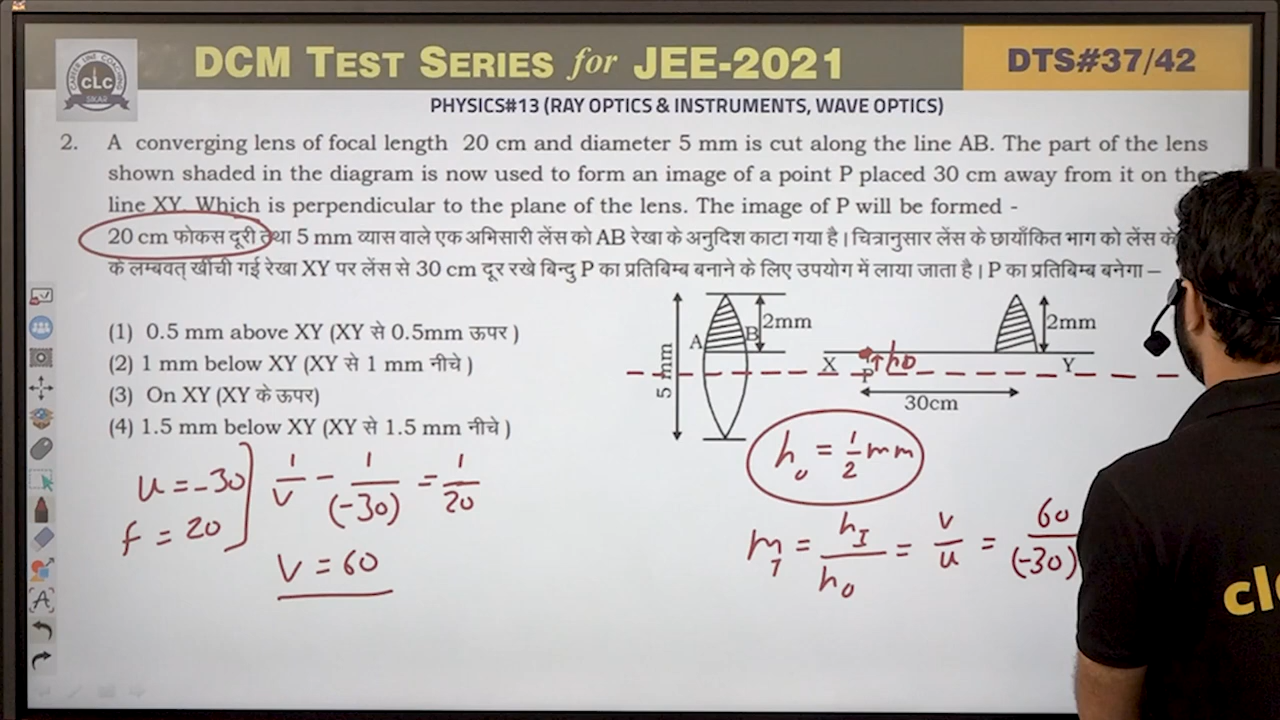 DCM TEST SERIES for JEE-2021
DTS#37/42
CAREER LINE COACHING
CLC
SIKAR
PHYSICS#13 (RAY OPTICS & INSTRUMENTS, WAVE OPTICS)
2. A converging lens of focal length 20 cm and diameter 5 mm is cut along the line AB. The part of the lens
shown shaded in the diagram is now used to form an image of a point P placed 30 cm away from it on the
line XY. Which is perpendicular to the plane of the lens. The image of P will be formed -
20 cm फोकस दूरी तथा 5 mm व्यास वाले एक अभिसारी लेंस को AB रेखा के अनुदिश काटा गया है। चित्रानुसार लेंस के छायाँकित भाग को लेंस के
के लम्बवत् खींची गई रेखा XY पर लेंस से 30 cm दूर रखे बिन्दु P का प्रतिबिम्ब बनाने के लिए उपयोग में लाया जाता है। P का प्रतिबिम्ब बनेगा –
(1) 0.5 mm above XY (XY से 0.5mm ऊपर )
(2) 1 mm below XY (XY से 1 mm नीचे )
(3) On XY (XY के ऊपर)
(4) 1.5 mm below XY (XY से 1.5 mm नीचे )
5 mm
A
B
2mm
X
P
h0
2mm
Y
30cm
h₀ = 1/2 mm
u = -30
f = 20
1/v - 1/(-30) = 1/20
v = 60
m_T = h_I/h_0 = v/u = 60/(-30)
clc